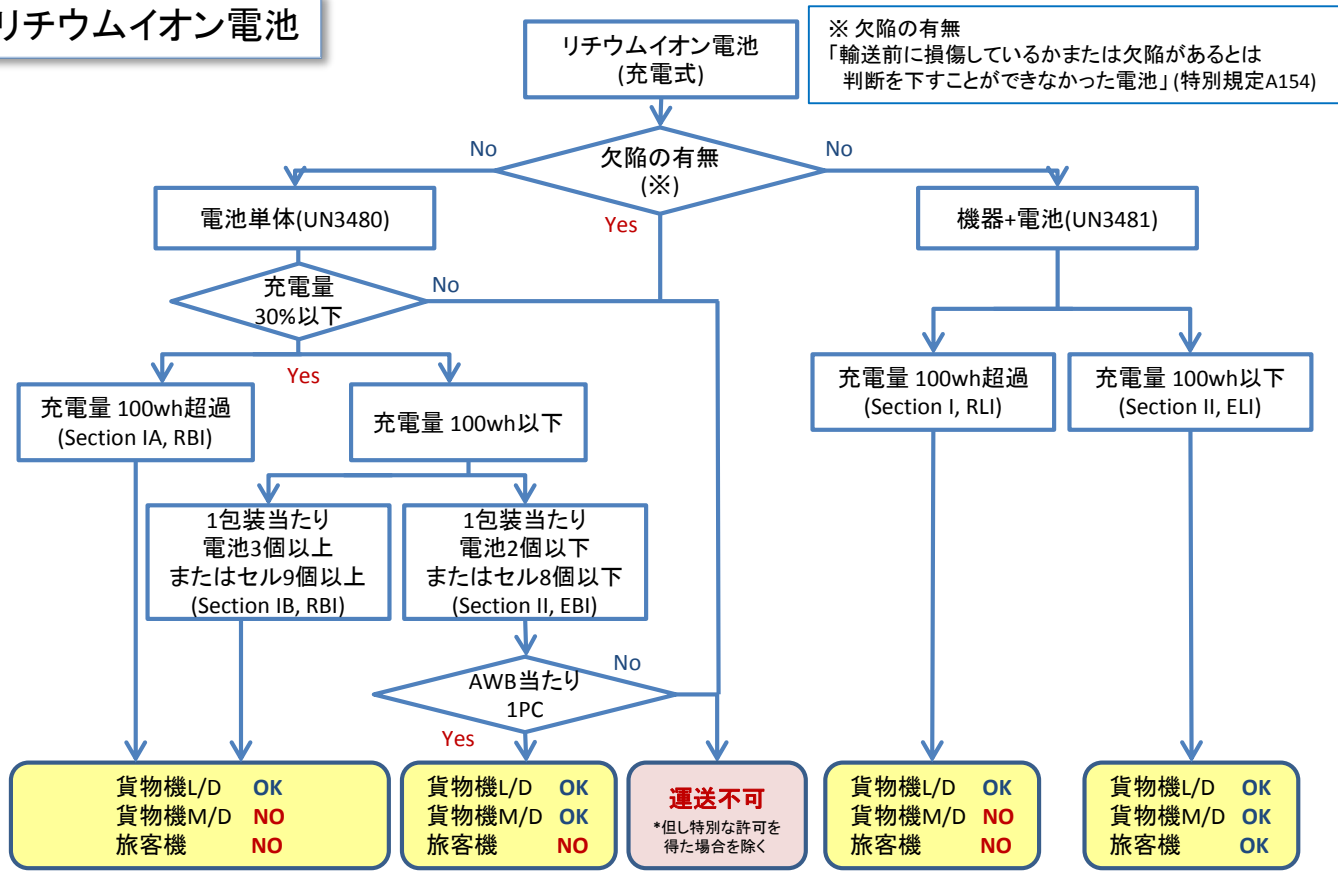 リチウムイオン電池
リチウムイオン電池
(充電式)
※ 欠陥の有無
「輸送前に損傷しているかまたは欠陥があるとは
判断を下すことができなかった電池」(特別規定A154)
No
欠陥の有無
(※)
No
Yes
電池単体(UN3480)
機器+電池(UN3481)
充電量
30%以下
No
Yes
充電量 100wh超過
(Section IA, RBI)
充電量 100wh以下
充電量 100wh超過
(Section I, RLI)
充電量 100wh以下
(Section II, ELI)
1包装当たり
電池3個以上
またはセル9個以上
(Section IB, RBI)
1包装当たり
電池2個以下
またはセル8個以下
(Section II, EBI)
AWB当たり
1PC
No
Yes
貨物機L/D OK
貨物機M/D NO
旅客機 NO
貨物機L/D OK
貨物機M/D OK
旅客機 NO
運送不可
*但し特別な許可を
得た場合を除く
貨物機L/D OK
貨物機M/D NO
旅客機 NO
貨物機L/D OK
貨物機M/D OK
旅客機 OK